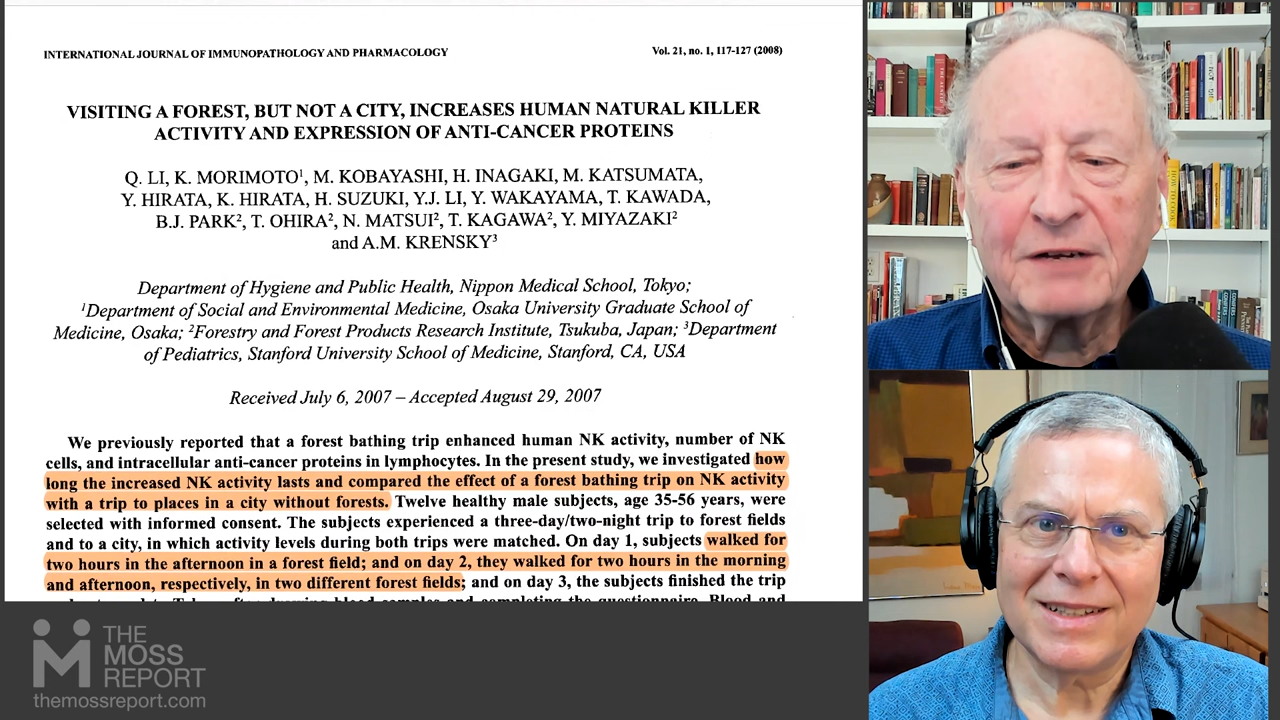 INTERNATIONAL JOURNAL OF IMMUNOPATHOLOGY AND PHARMACOLOGY
Vol. 21, no. 1, 117-127 (2008)
VISITING A FOREST, BUT NOT A CITY, INCREASES HUMAN NATURAL KILLER
ACTIVITY AND EXPRESSION OF ANTI-CANCER PROTEINS
Q. LI, K. MORIMOTO¹, M. KOBAYASHI, H. INAGAKI, M. KATSUMATA,
Y. HIRATA, K. HIRATA, H. SUZUKI, Y.J. LI, Y. WAKAYAMA, T. KAWADA,
B.J. PARK², T. OHIRA², N. MATSUI², T. KAGAWA², Y. MIYAZAKI²
and A.M. KRENSKY³
Department of Hygiene and Public Health, Nippon Medical School, Tokyo;
¹Department of Social and Environmental Medicine, Osaka University Graduate School of
Medicine, Osaka; ²Forestry and Forest Products Research Institute, Tsukuba, Japan; ³Department
of Pediatrics, Stanford University School of Medicine, Stanford, CA, USA
Received July 6, 2007 – Accepted August 29, 2007
We previously reported that a forest bathing trip enhanced human NK activity, number of NK
cells, and intracellular anti-cancer proteins in lymphocytes. In the present study, we investigated how
long the increased NK activity lasts and compared the effect of a forest bathing trip on NK activity
with a trip to places in a city without forests. Twelve healthy male subjects, age 35-56 years, were
selected with informed consent. The subjects experienced a three-day/two-night trip to forest fields
and to a city, in which activity levels during both trips were matched. On day 1, subjects walked for
two hours in the afternoon in a forest field; and on day 2, they walked for two hours in the morning
and afternoon, respectively, in two different forest fields; and on day 3, the subjects finished the trip
THE
MOSS
REPORT
themossreport.com